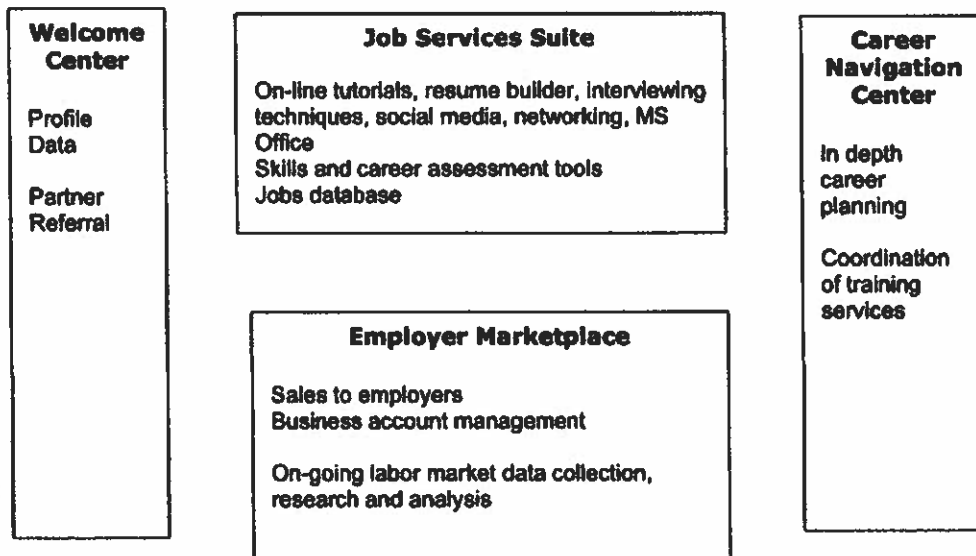 Welcome
Center
Profile
Data
Partner
Referral
Job Services Suite
On-line tutorials, resume builder, interviewing
techniques, social media, networking, MS
Office
Skills and career assessment tools
Jobs database
Employer Marketplace
Sales to employers
Business account management
On-going labor market data collection,
research and analysis
Career
Navigation
Center
In depth
career
planning
Coordination
of training
services